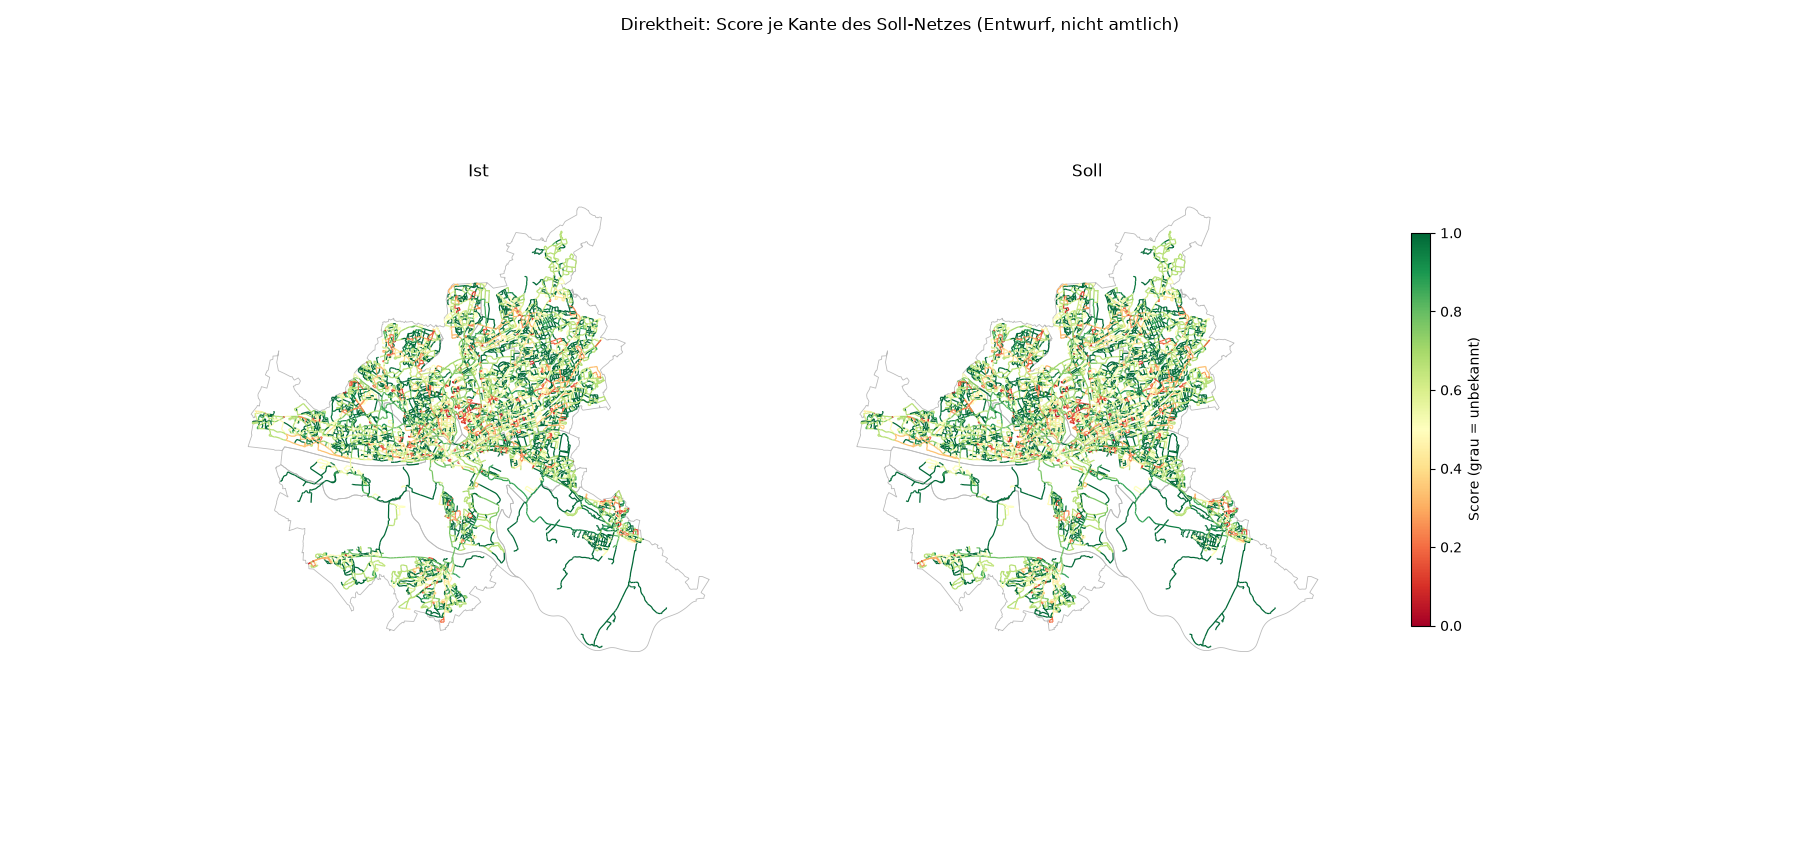 Direktheit: Score je Kante des Soll-Netzes (Entwurf, nicht amtlich)
Ist
Soll
1.0
0.8
0.6
0.4
0.2
0.0
Score (grau = unbekannt)